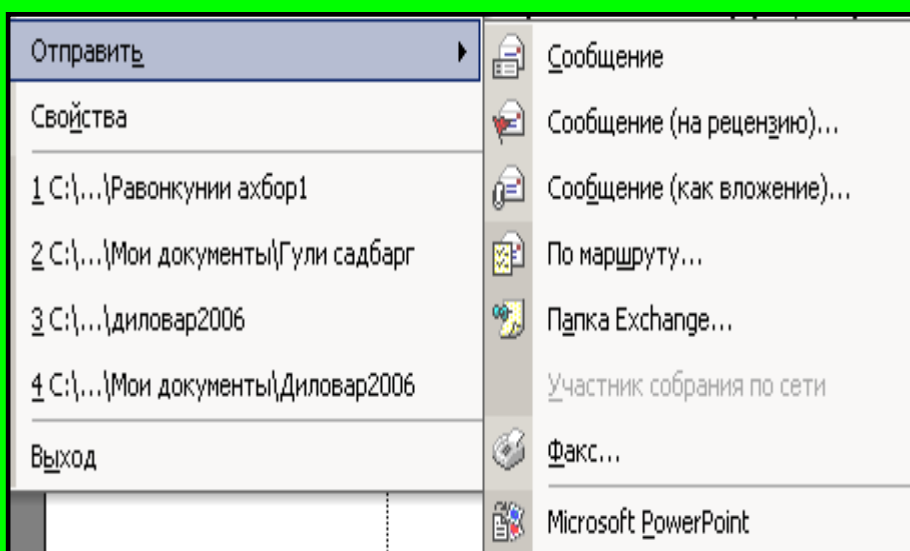 Отправить
Свойства
1 C:\...\Равонкунии ахбор1
2 C:\...\Мои документы\Гули садбарг
3 C:\...\диловар2006
4 C:\...\Мои документы\Диловар2006
Выход
Сообщение
Сообщение (на рецензию)...
Сообщение (как вложение)...
По маршруту...
Папка Exchange...
Участник собрания по сети
Факс...
Microsoft PowerPoint